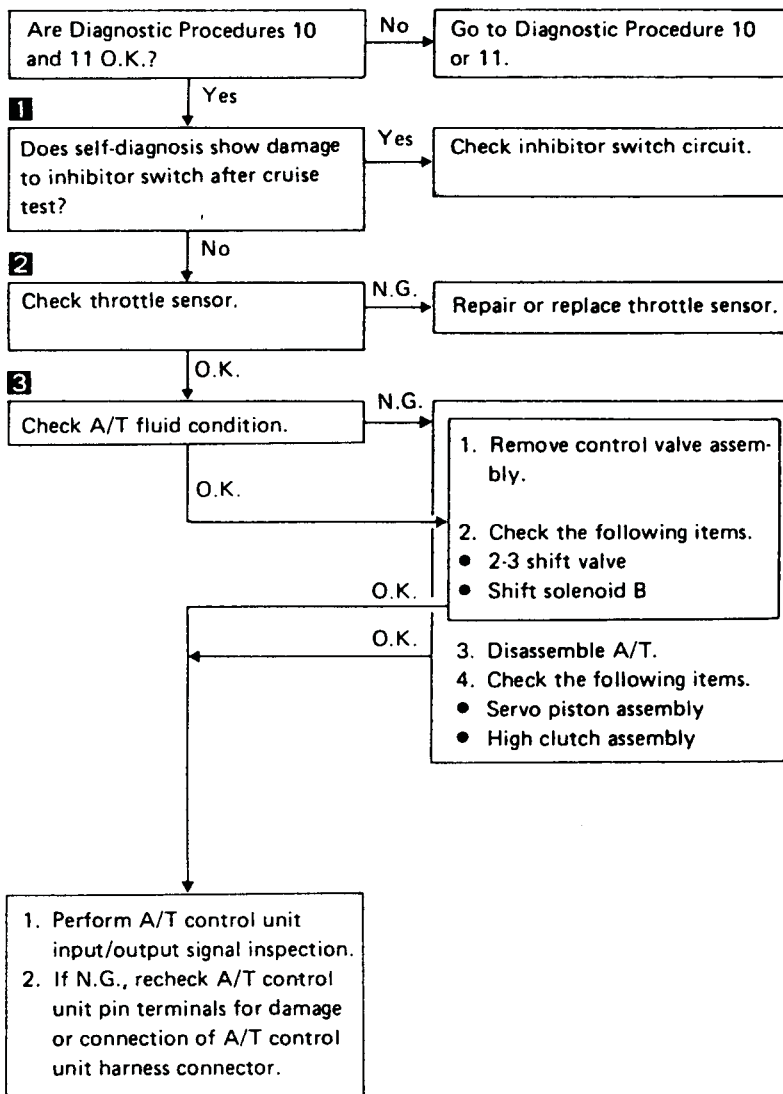 Are Diagnostic Procedures 10
and 11 O.K.?
No
Go to Diagnostic Procedure 10
or 11.
Yes
1
Does self-diagnosis show damage
to inhibitor switch after cruise
test?
Yes
Check inhibitor switch circuit.
No
2
Check throttle sensor.
N.G.
Repair or replace throttle sensor.
O.K.
3
Check A/T fluid condition.
N.G.
O.K.
1. Remove control valve assem-
bly.
2. Check the following items.
● 2-3 shift valve
● Shift solenoid B
O.K.
O.K.
3. Disassemble A/T.
4. Check the following items.
● Servo piston assembly
● High clutch assembly
1. Perform A/T control unit
input/output signal inspection.
2. If N.G., recheck A/T control
unit pin terminals for damage
or connection of A/T control
unit harness connector.